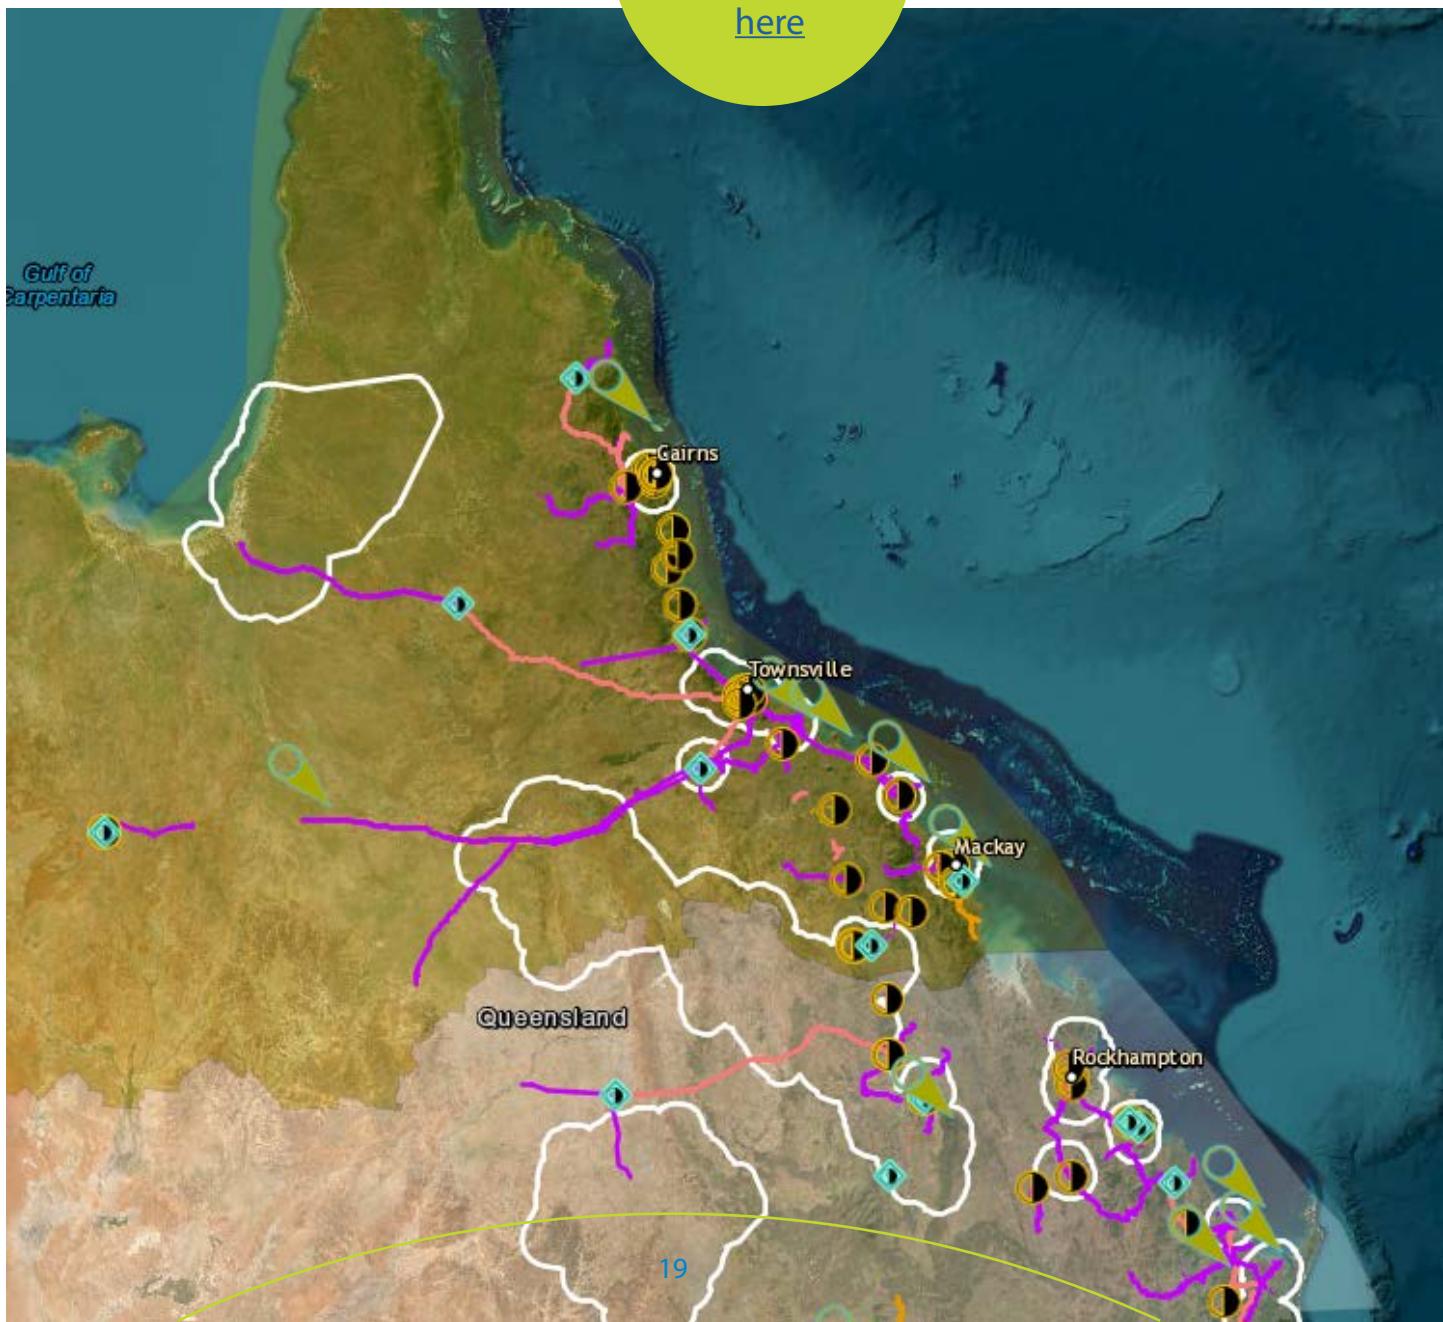 here
Gulf of
Carpentaria
Cairns
Townsville
Mackay
Queensland
Rockhampton
19